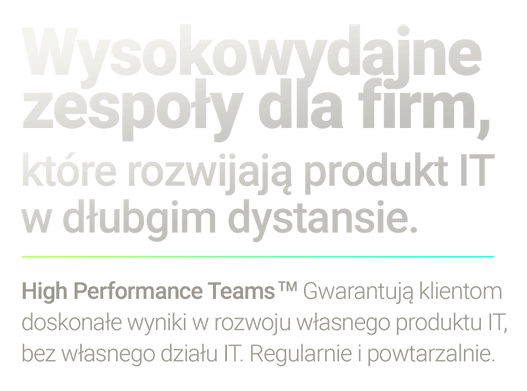 Wysokowydajne
zespoły dla firm,
które rozwijają produkt IT
w dłubgim dystansie.
High Performance Teams™ Gwarantują klientom
doskonałe wyniki w rozwoju własnego produktu IT,
bez własnego działu IT. Regularnie i powtarzalnie.